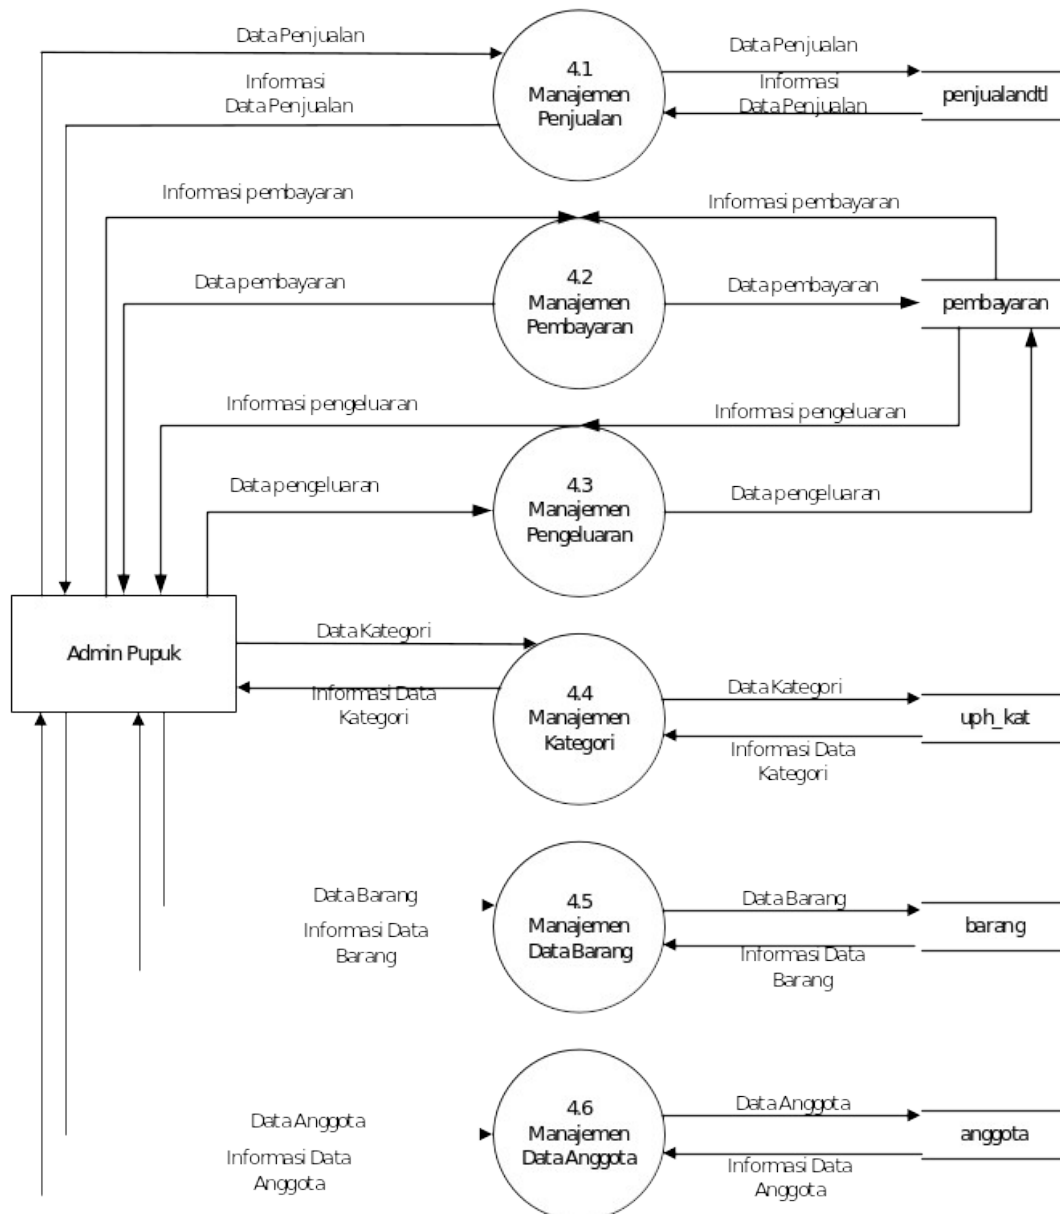 Data Penjualan
Informasi
Data Penjualan
4.1
Manajemen
Penjualan
Data Penjualan
Informasi
Data Penjualan
penjualandtl
Informasi pembayaran
Informasi pembayaran
Data pembayaran
4.2
Manajemen
Pembayaran
Data pembayaran
pembayaran
Informasi pengeluaran
Informasi pengeluaran
Data pengeluaran
4.3
Manajemen
Pengeluaran
Data pengeluaran
Admin Pupuk
Data Kategori
Informasi Data
Kategori
4.4
Manajemen
Kategori
Data Kategori
Informasi Data
Kategori
uph_kat
Data Barang
Informasi Data
Barang
4.5
Manajemen
Data Barang
Data Barang
Informasi Data
Barang
barang
Data Anggota
Informasi Data
Anggota
4.6
Manajemen
Data Anggota
Data Anggota
Informasi Data
Anggota
anggota